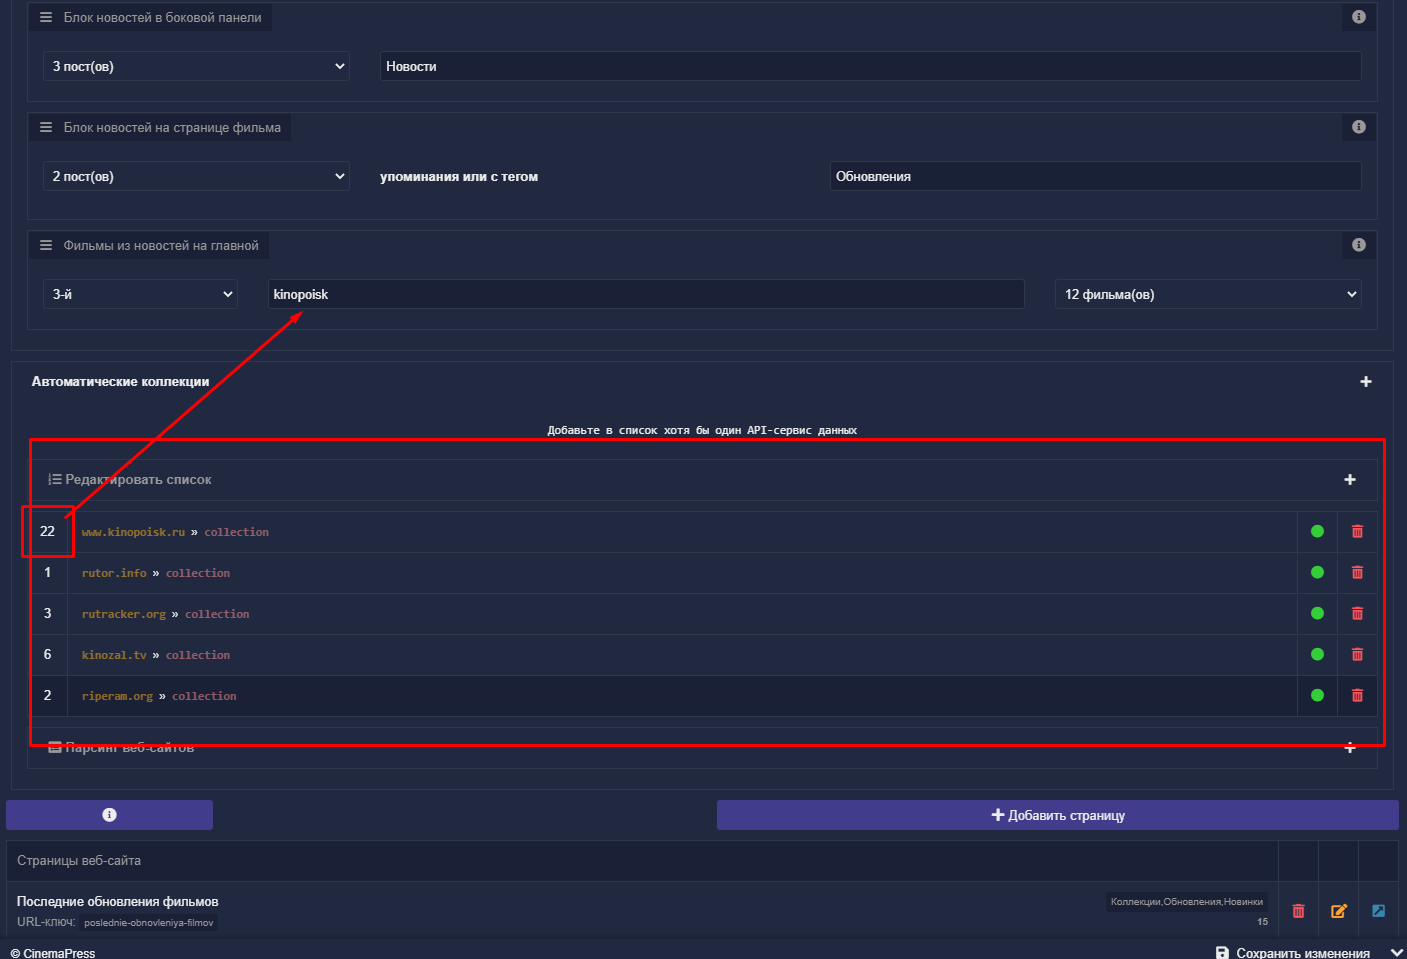 Блок новостей в боковой панели
3 пост(ов) Новости
Блок новостей на странице фильма
2 пост(ов) упоминания или с тегом Обновления
Фильмы из новостей на главной
3-й kinopoisk 12 фильма(ов)
Автоматические коллекции
Добавьте в список хотя бы один API-сервис данных
Редактировать список
22 www.kinopoisk.ru » collection
1 rutor.info » collection
3 rutracker.org » collection
6 kinozal.tv » collection
2 riperam.org » collection
Парсинг веб-сайтов
Добавить страницу
Страницы веб-сайта
Последние обновления фильмов Коллекции,Обновления,Новинки
URL-ключ: poslednie-obnovleniya-filmov 15
© CinemaPress Сохранить изменения